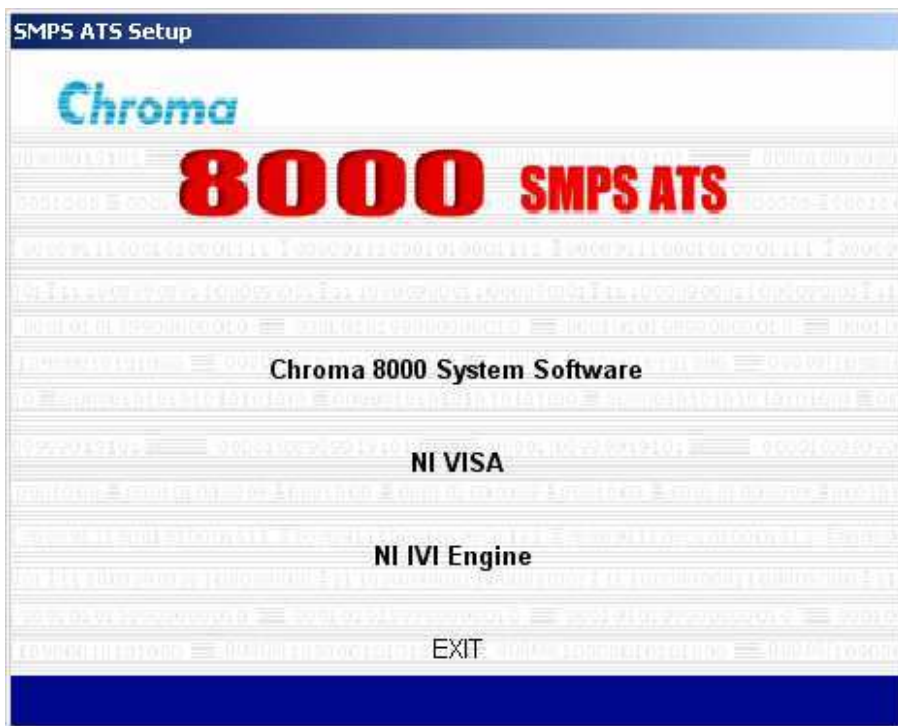 SMPS ATS Setup
Chroma
8000 SMPS ATS
Chroma 8000 System Software
NI VISA
NI IVI Engine
EXIT